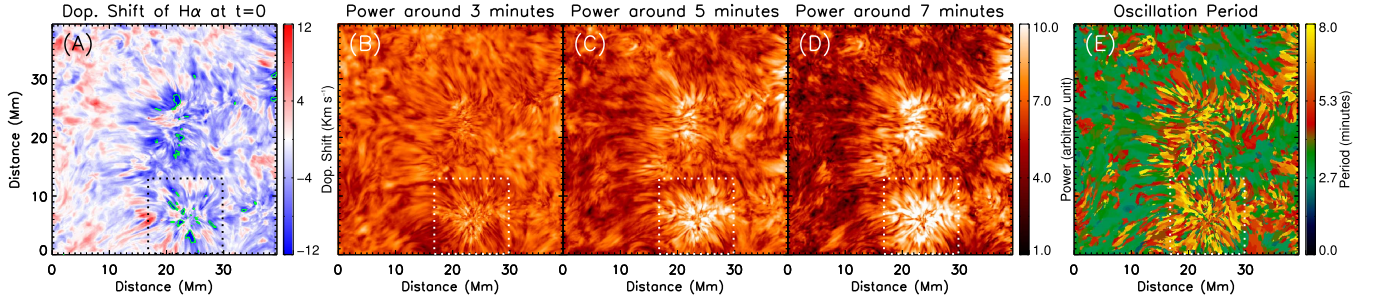 Dop. Shift of Hα at t=0
Power around 3 minutes
Power around 5 minutes
Power around 7 minutes
Oscillation Period
(A)
(B)
(C)
(D)
(E)
Distance (Mm)
30
20
10
0
0 10 20 30
Distance (Mm)
12
4
−4
−12
Dop. Shift (Km s⁻¹)
0 10 20 30
Distance (Mm)
0 10 20 30
Distance (Mm)
0 10 20 30
Distance (Mm)
10.0
7.0
4.0
1.0
Power (arbitrary unit)
0 10 20 30
Distance (Mm)
8.0
5.3
2.7
0.0
Period (minutes)